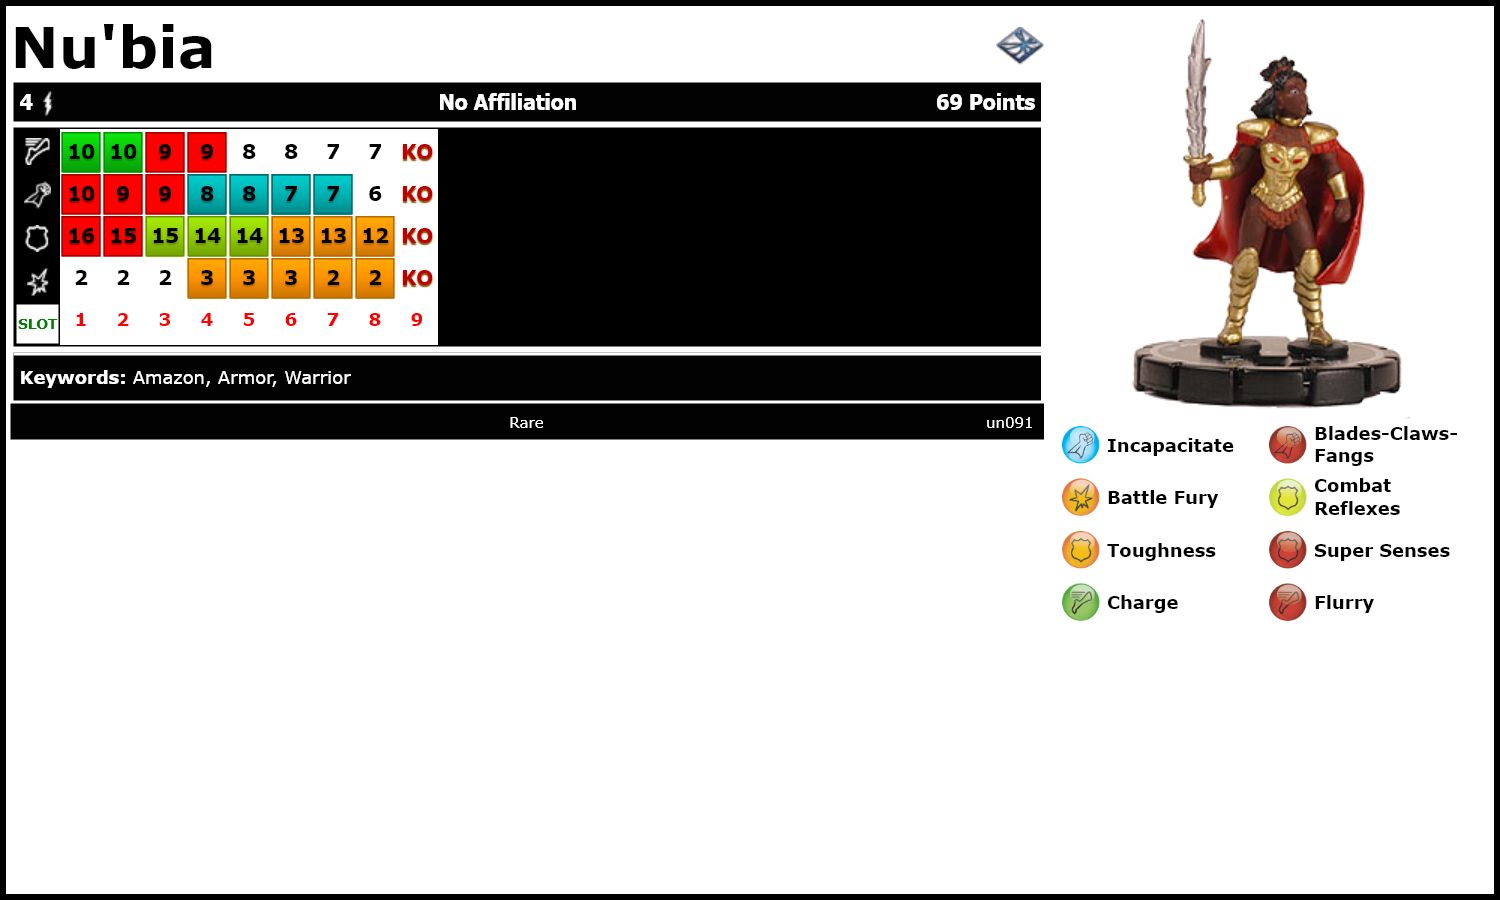 Nu'bia
4 No Affiliation 69 Points
10 10 9 9 8 8 7 7 KO
10 9 9 8 8 7 7 6 KO
16 15 15 14 14 13 13 12 KO
2 2 2 3 3 3 2 2 KO
SLOT 1 2 3 4 5 6 7 8 9
Keywords: Amazon, Armor, Warrior
Rare un091
Incapacitate
Blades-Claws-
Fangs
Battle Fury
Combat
Reflexes
Toughness
Super Senses
Charge
Flurry